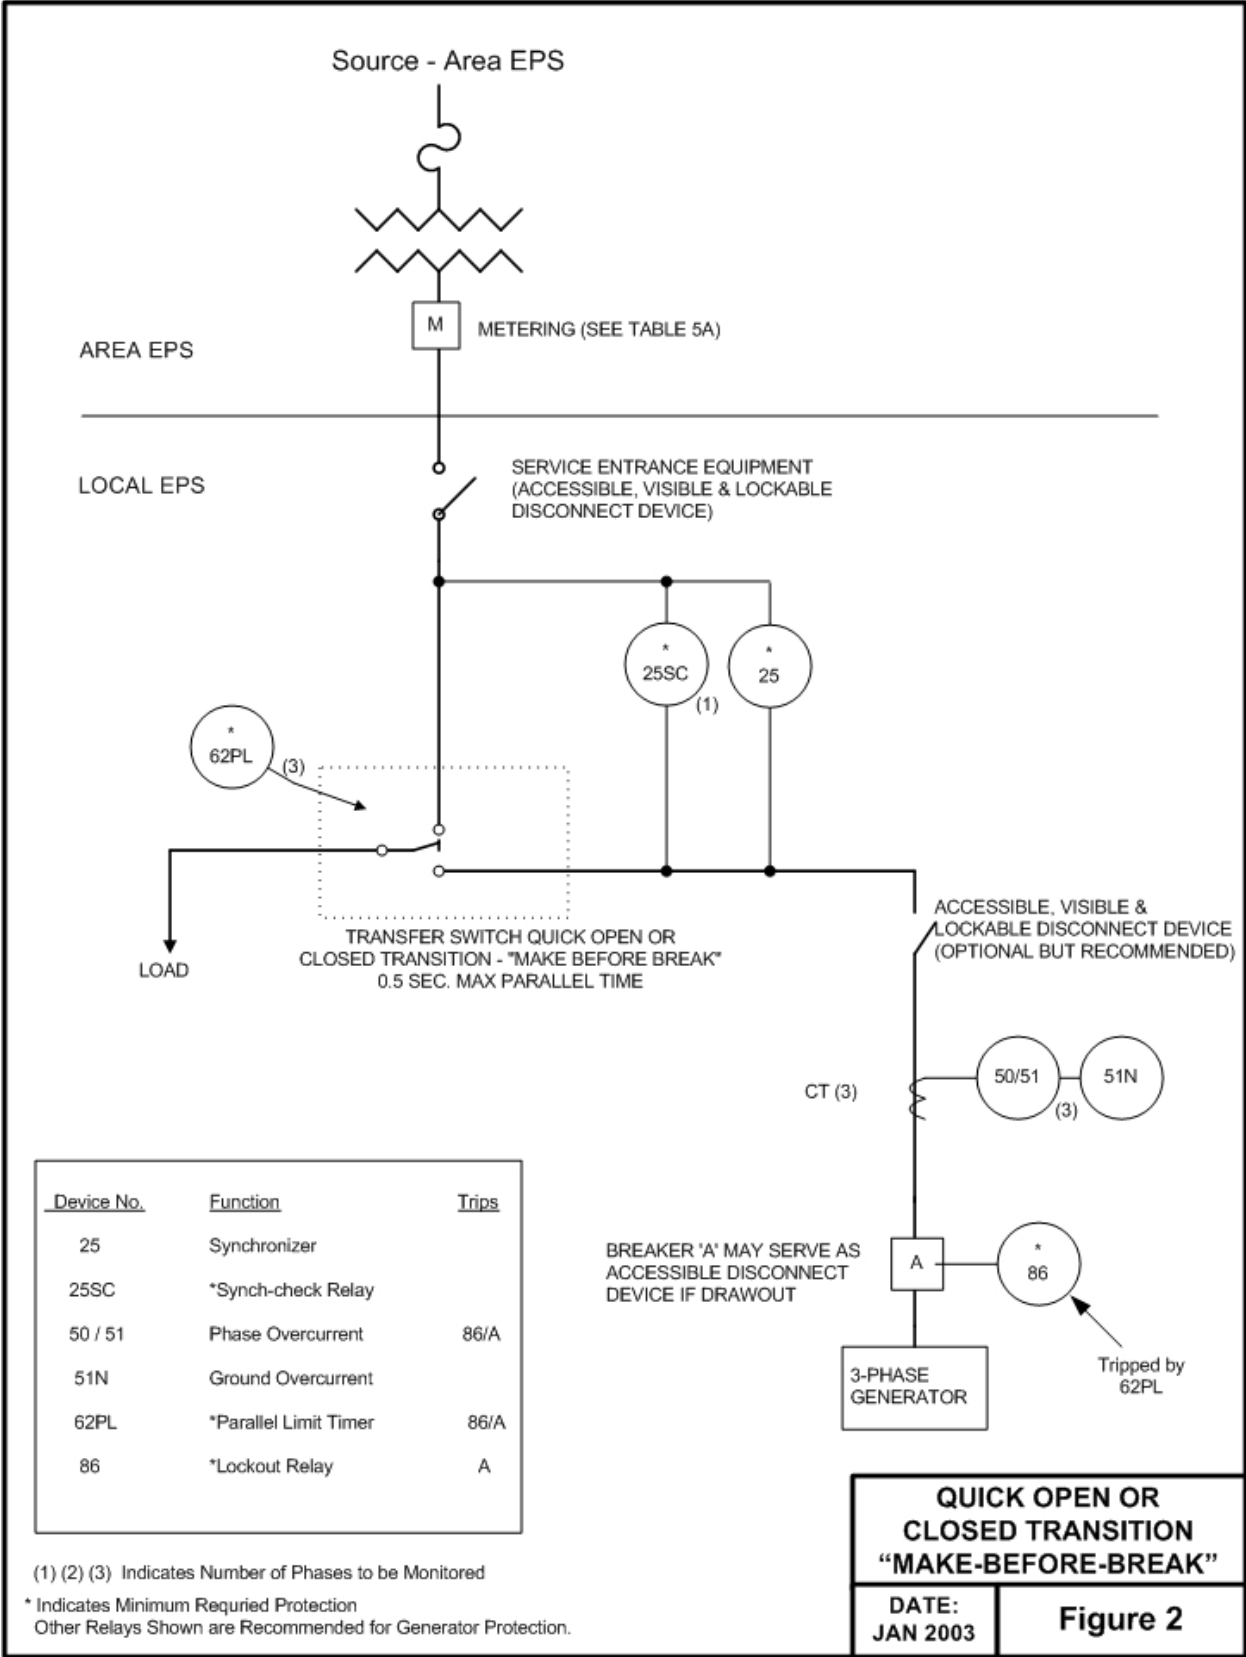 Source - Area EPS
M
METERING (SEE TABLE 5A)
AREA EPS
LOCAL EPS
SERVICE ENTRANCE EQUIPMENT
(ACCESSIBLE, VISIBLE & LOCKABLE
DISCONNECT DEVICE)
*
25SC
(1)
*
25
*
62PL
(3)
LOAD
TRANSFER SWITCH QUICK OPEN OR
CLOSED TRANSITION - "MAKE BEFORE BREAK"
0.5 SEC. MAX PARALLEL TIME
ACCESSIBLE, VISIBLE &
LOCKABLE DISCONNECT DEVICE
(OPTIONAL BUT RECOMMENDED)
CT (3)
50/51
(3)
51N
BREAKER 'A' MAY SERVE AS
ACCESSIBLE DISCONNECT
DEVICE IF DRAWOUT
A
*
86
Tripped by
62PL
3-PHASE
GENERATOR
Device No. Function Trips
25 Synchronizer
25SC *Synch-check Relay
50 / 51 Phase Overcurrent 86/A
51N Ground Overcurrent
62PL *Parallel Limit Timer 86/A
86 *Lockout Relay A
(1) (2) (3) Indicates Number of Phases to be Monitored
* Indicates Minimum Requried Protection
Other Relays Shown are Recommended for Generator Protection.
QUICK OPEN OR
CLOSED TRANSITION
“MAKE-BEFORE-BREAK”
DATE:
JAN 2003
Figure 2